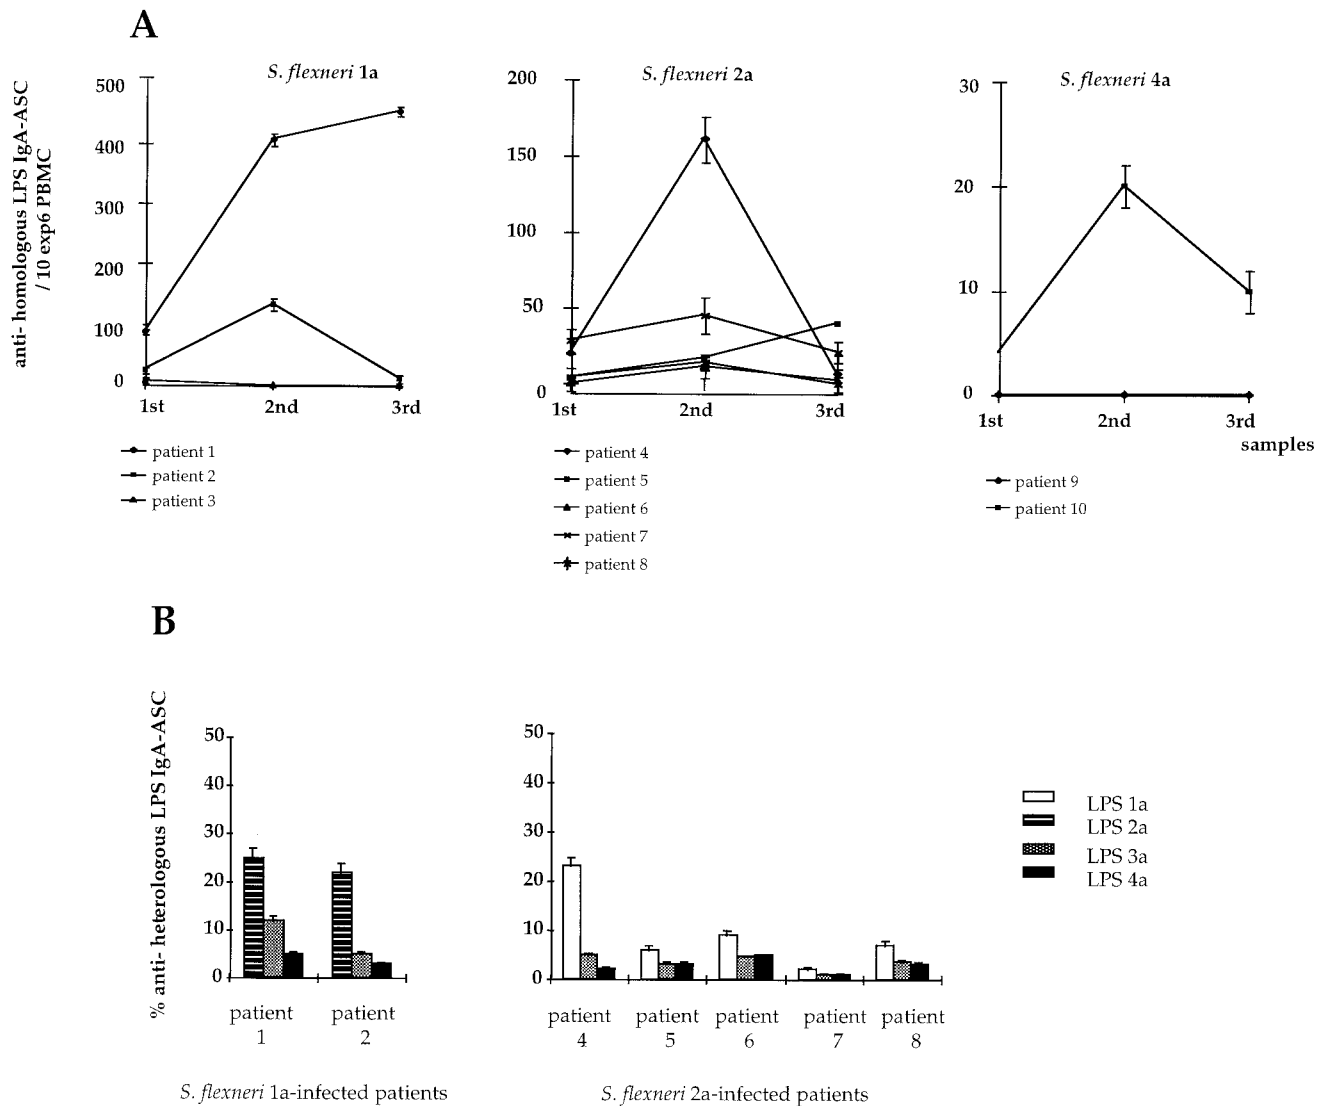 A
S. flexneri 1a
S. flexneri 2a
S. flexneri 4a
anti- homologous LPS IgA-ASC
/ 10 exp6 PBMC
500
400
300
200
100
0
1st 2nd 3rd
200
150
100
50
0
1st 2nd 3rd
30
20
10
0
1st 2nd 3rd
samples
patient 1
patient 2
patient 3
patient 4
patient 5
patient 6
patient 7
patient 8
patient 9
patient 10
B
% anti- heterologous LPS IgA-ASC
50
40
30
20
10
0
patient 1
patient 2
S. flexneri 1a-infected patients
50
40
30
20
10
0
patient 4
patient 5
patient 6
patient 7
patient 8
S. flexneri 2a-infected patients
LPS 1a
LPS 2a
LPS 3a
LPS 4a